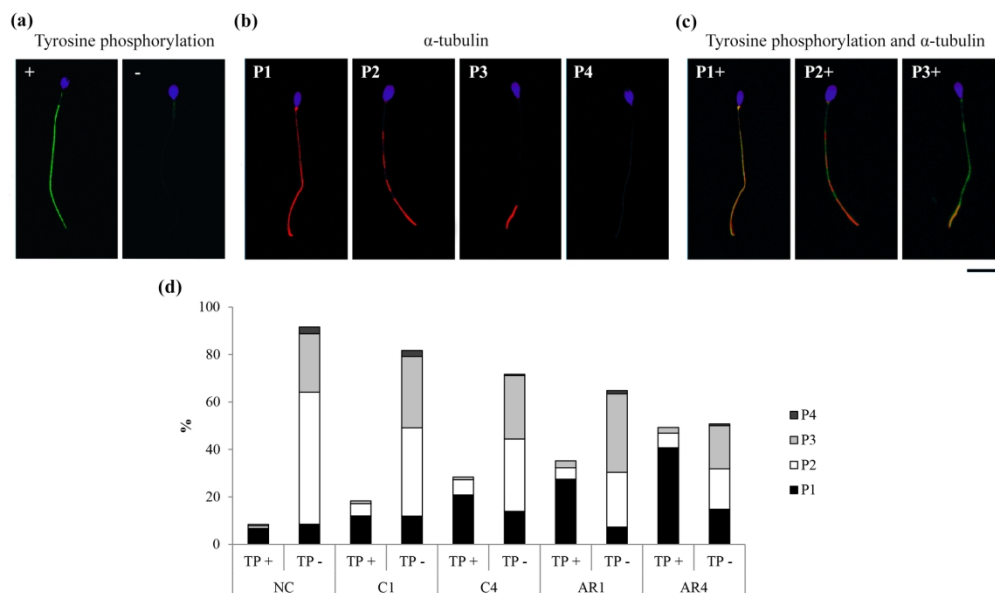 (a)
Tyrosine phosphorylation
+ -
(b)
α-tubulin
P1 P2 P3 P4
(c)
Tyrosine phosphorylation and α-tubulin
P1+ P2+ P3+
(d)
100
80
60
40
20
0
%
P4
P3
P2
P1
TP + TP - TP + TP - TP + TP - TP + TP - TP + TP -
NC C1 C4 AR1 AR4